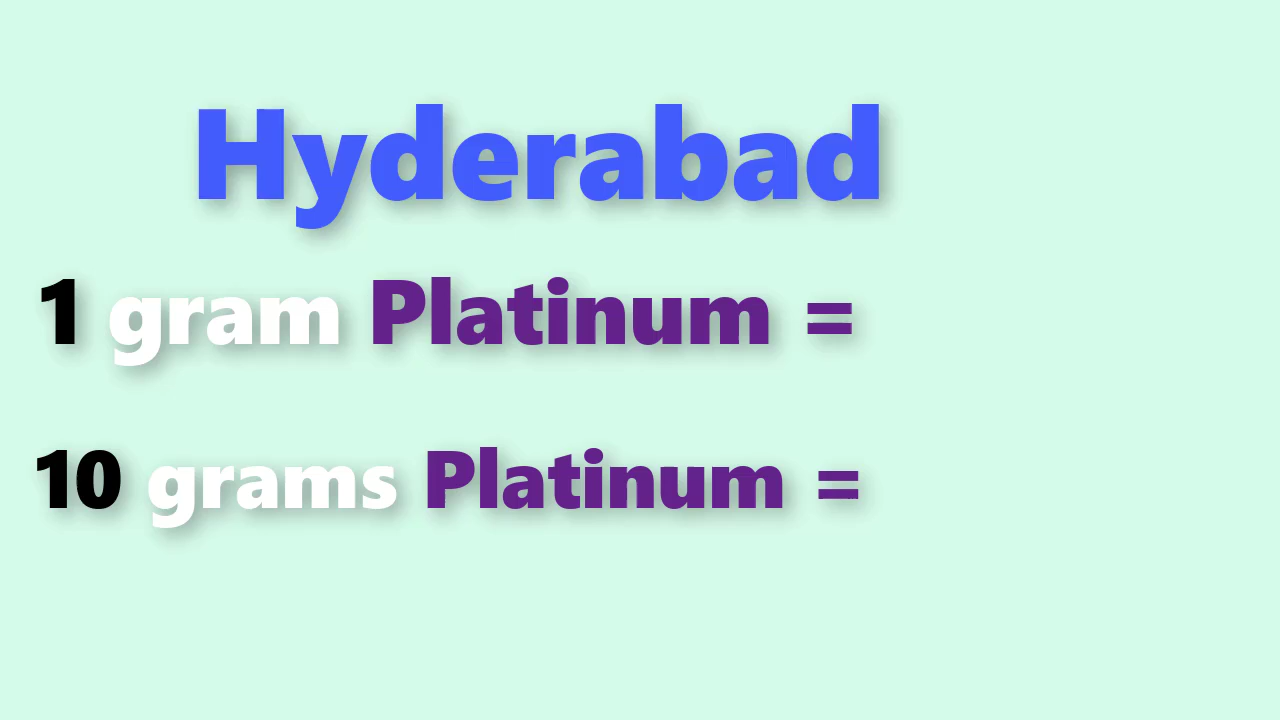 Hyderabad
1 gram Platinum =
10 grams Platinum =